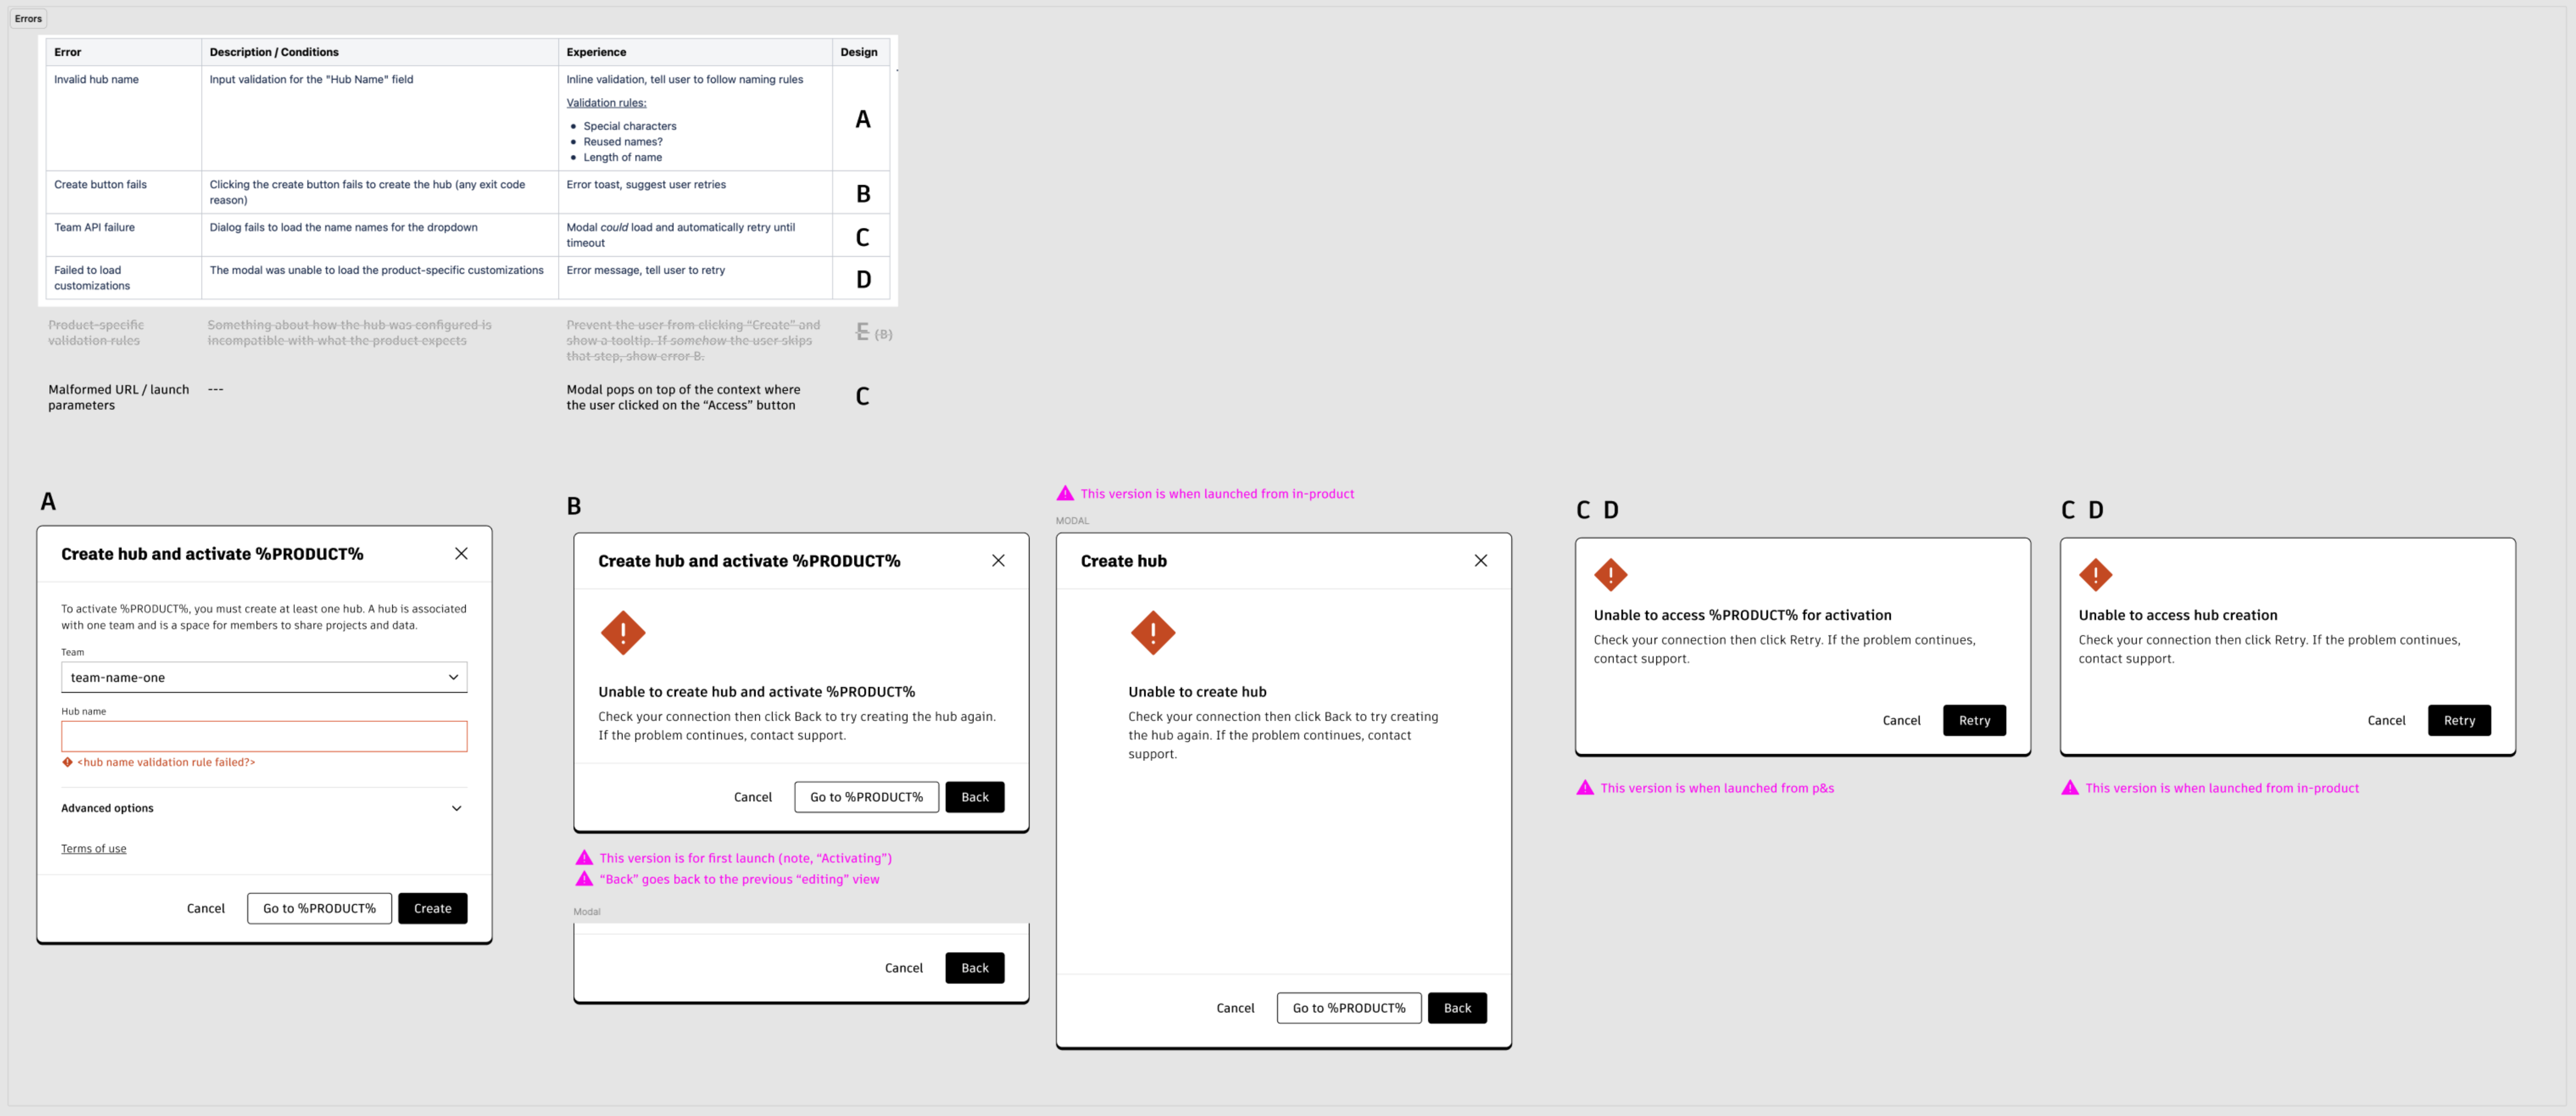 Errors
Error
Description / Conditions
Experience
Design
Invalid hub name
Input validation for the "Hub Name" field
Inline validation, tell user to follow naming rules
Validation rules:
• Special characters
• Reused names?
• Length of name
A
Create button fails
Clicking the create button fails to create the hub (any exit code
reason)
Error toast, suggest user retries
B
Team API failure
Dialog fails to load the name names for the dropdown
Modal could load and automatically retry until
timeout
C
Failed to load
customizations
The modal was unable to load the product-specific customizations
Error message, tell user to retry
D
Product-specific
validation rules
Something about how the hub was configured is
incompatible with what the product expects
Prevent the user from clicking “Create” and
show a tooltip. If somehow the user skips
that step, show error B.
E (B)
Malformed URL / launch
parameters
---
Modal pops on top of the context where
the user clicked on the “Access” button
C
A
Create hub and activate %PRODUCT%
To activate %PRODUCT%, you must create at least one hub. A hub is associated
with one team and is a space for members to share projects and data.
Team
team-name-one
Hub name
<hub name validation rule failed?>
Advanced options
Terms of use
Cancel
Go to %PRODUCT%
Create
B
Create hub and activate %PRODUCT%
Unable to create hub and activate %PRODUCT%
Check your connection then click Back to try creating the hub again.
If the problem continues, contact support.
Cancel
Go to %PRODUCT%
Back
This version is for first launch (note, “Activating”)
“Back” goes back to the previous “editing” view
Modal
Cancel
Back
This version is when launched from in-product
MODAL
Create hub
Unable to create hub
Check your connection then click Back to try creating
the hub again. If the problem continues, contact
support.
Cancel
Go to %PRODUCT%
Back
C D
Unable to access %PRODUCT% for activation
Check your connection then click Retry. If the problem continues,
contact support.
Cancel
Retry
This version is when launched from p&s
C D
Unable to access hub creation
Check your connection then click Retry. If the problem continues,
contact support.
Cancel
Retry
This version is when launched from in-product